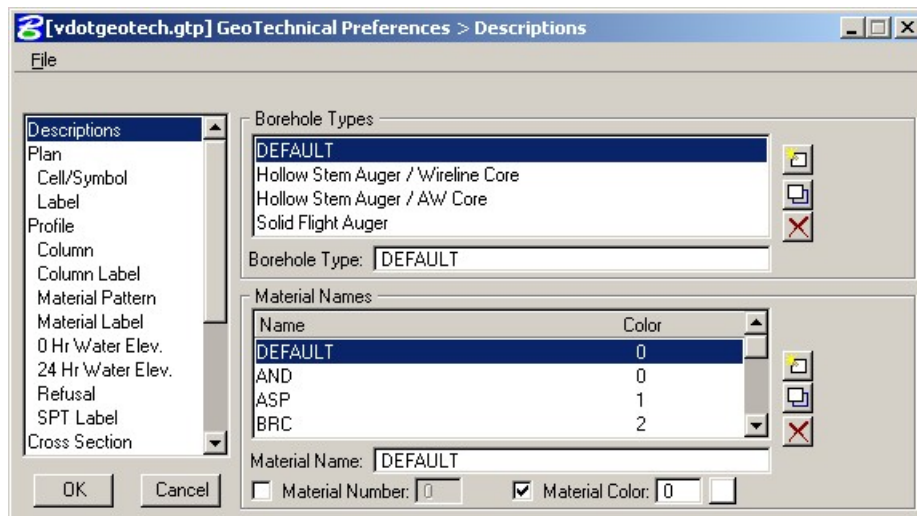 [vdotgeotech.gtp] GeoTechnical Preferences > Descriptions
File
Descriptions
Plan
Cell/Symbol
Label
Profile
Column
Column Label
Material Pattern
Material Label
0 Hr Water Elev.
24 Hr Water Elev.
Refusal
SPT Label
Cross Section
OK Cancel
Borehole Types
DEFAULT
Hollow Stem Auger / Wireline Core
Hollow Stem Auger / AW Core
Solid Flight Auger
Borehole Type: DEFAULT
Material Names
Name Color
DEFAULT 0
AND 0
ASP 1
BRC 2
Material Name: DEFAULT
Material Number: 0 Material Color: 0